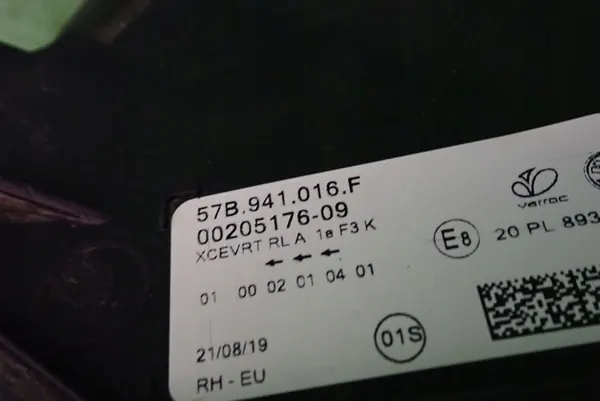 57B.941.016.F
00205176-09
XCEVRT RL A 1a F3 K
01 00 02 01 04 01
21/08/19
RH - EU
01S
varroc
E8
20 PL 893